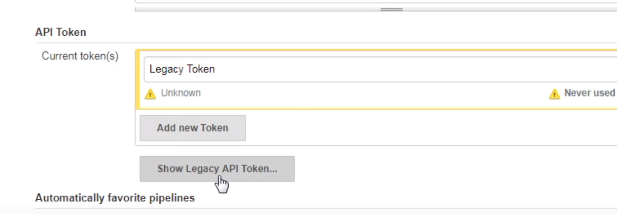 API Token
Current token(s)
Legacy Token
Unknown
Never used
Add new Token
Show Legacy API Token...
Automatically favorite pipelines